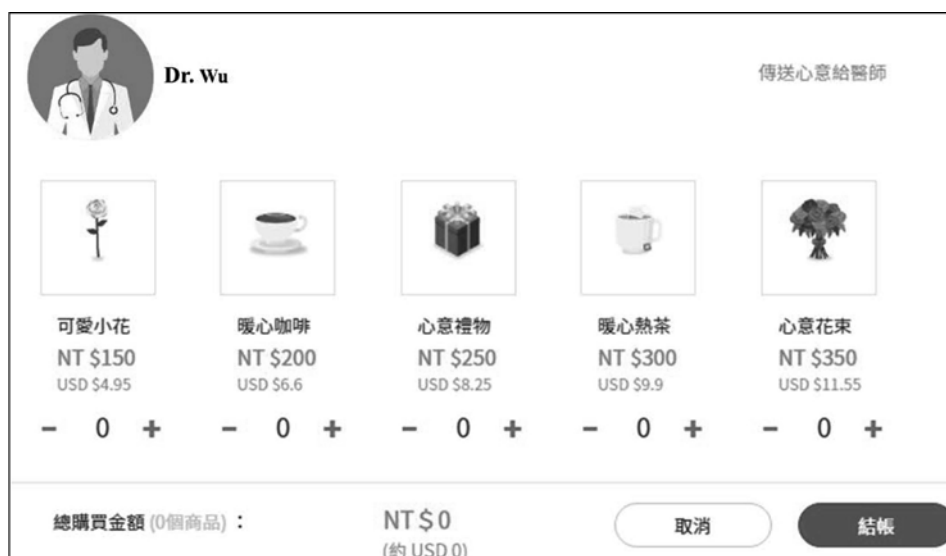 Dr. Wu
傳送心意給醫師
可愛小花 暖心咖啡 心意禮物 暖心熱茶 心意花束
NT $150 NT $200 NT $250 NT $300 NT $350
USD $4.95 USD $6.6 USD $8.25 USD $9.9 USD $11.55
− 0 + − 0 + − 0 + − 0 + − 0 +
總購買金額 (0個商品)： NT $ 0 取消 結帳
(約 USD 0)